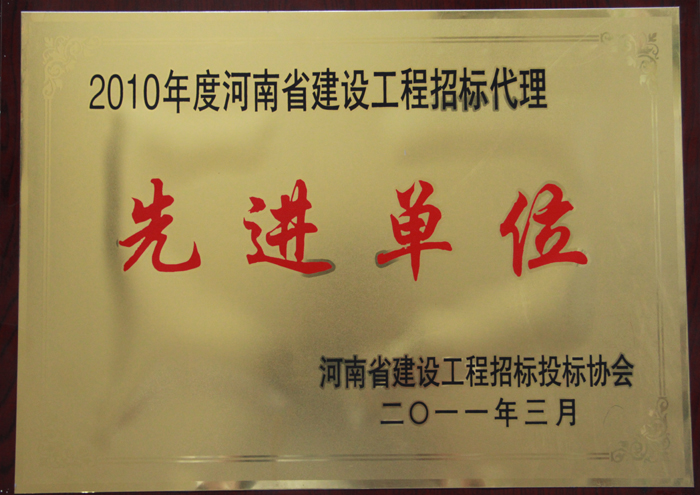 2010年度河南省建设工程招标代理
先进单位
河南省建设工程招标投标协会
二〇一一年三月